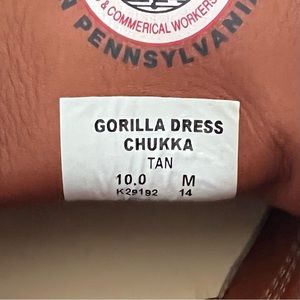 & COMMERICAL WORKERS
N PENNSYLVANI
GORILLA DRESS
CHUKKA
TAN
10.0 M
K29192 14